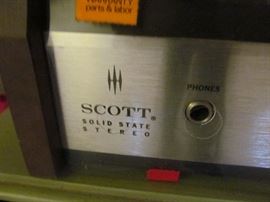 WARRANTY
parts & labor
PHONES
SCOTT®
SOLID STATE
STEREO